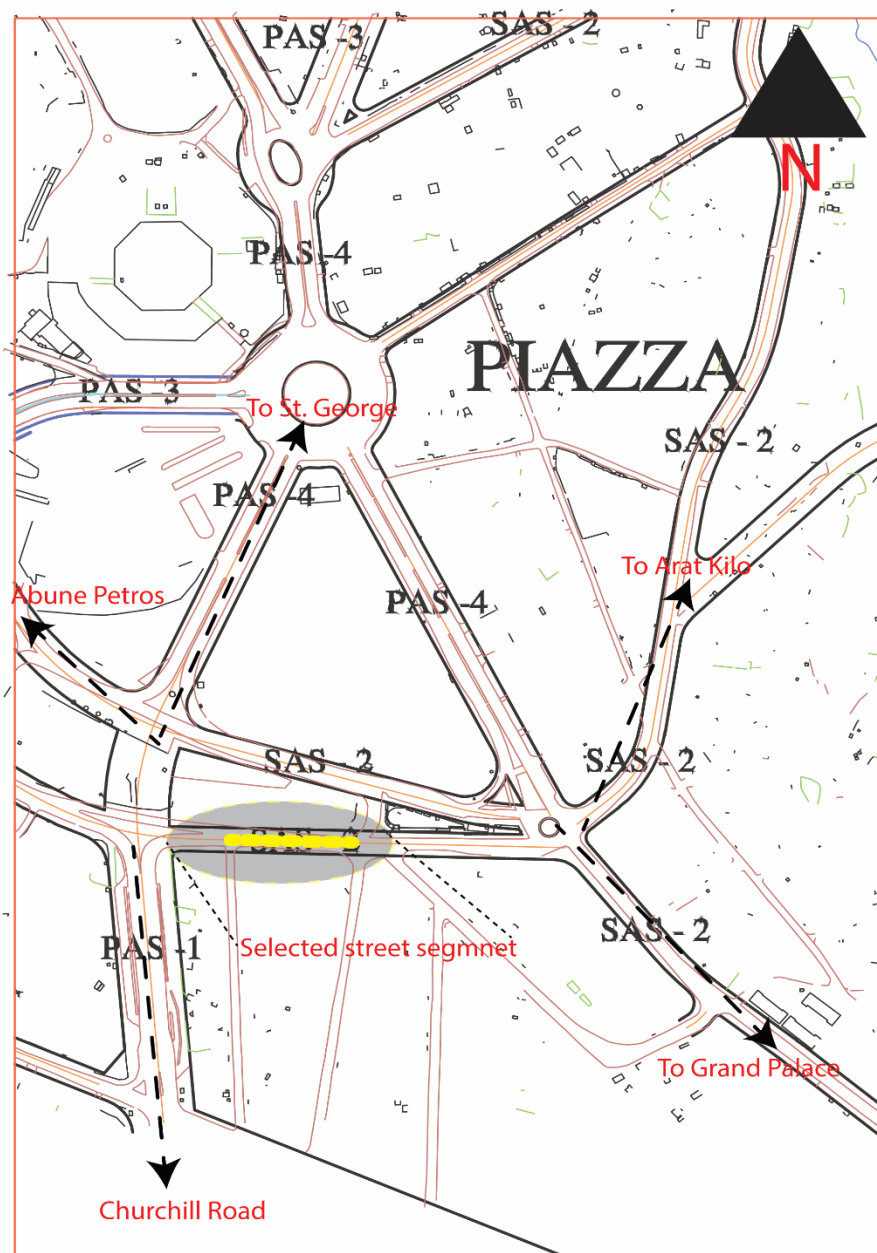 SAS -2
PAS -3
N
PAS -4
PIAZZA
PAS -3
To St. George
SAS - 2
PAS -4
To Arat Kilo
Abune Petros
PAS -4
SAS - 2
SAS - 2
SAS - 2
PAS -1
Selected street segmnet
To Grand Palace
Churchill Road